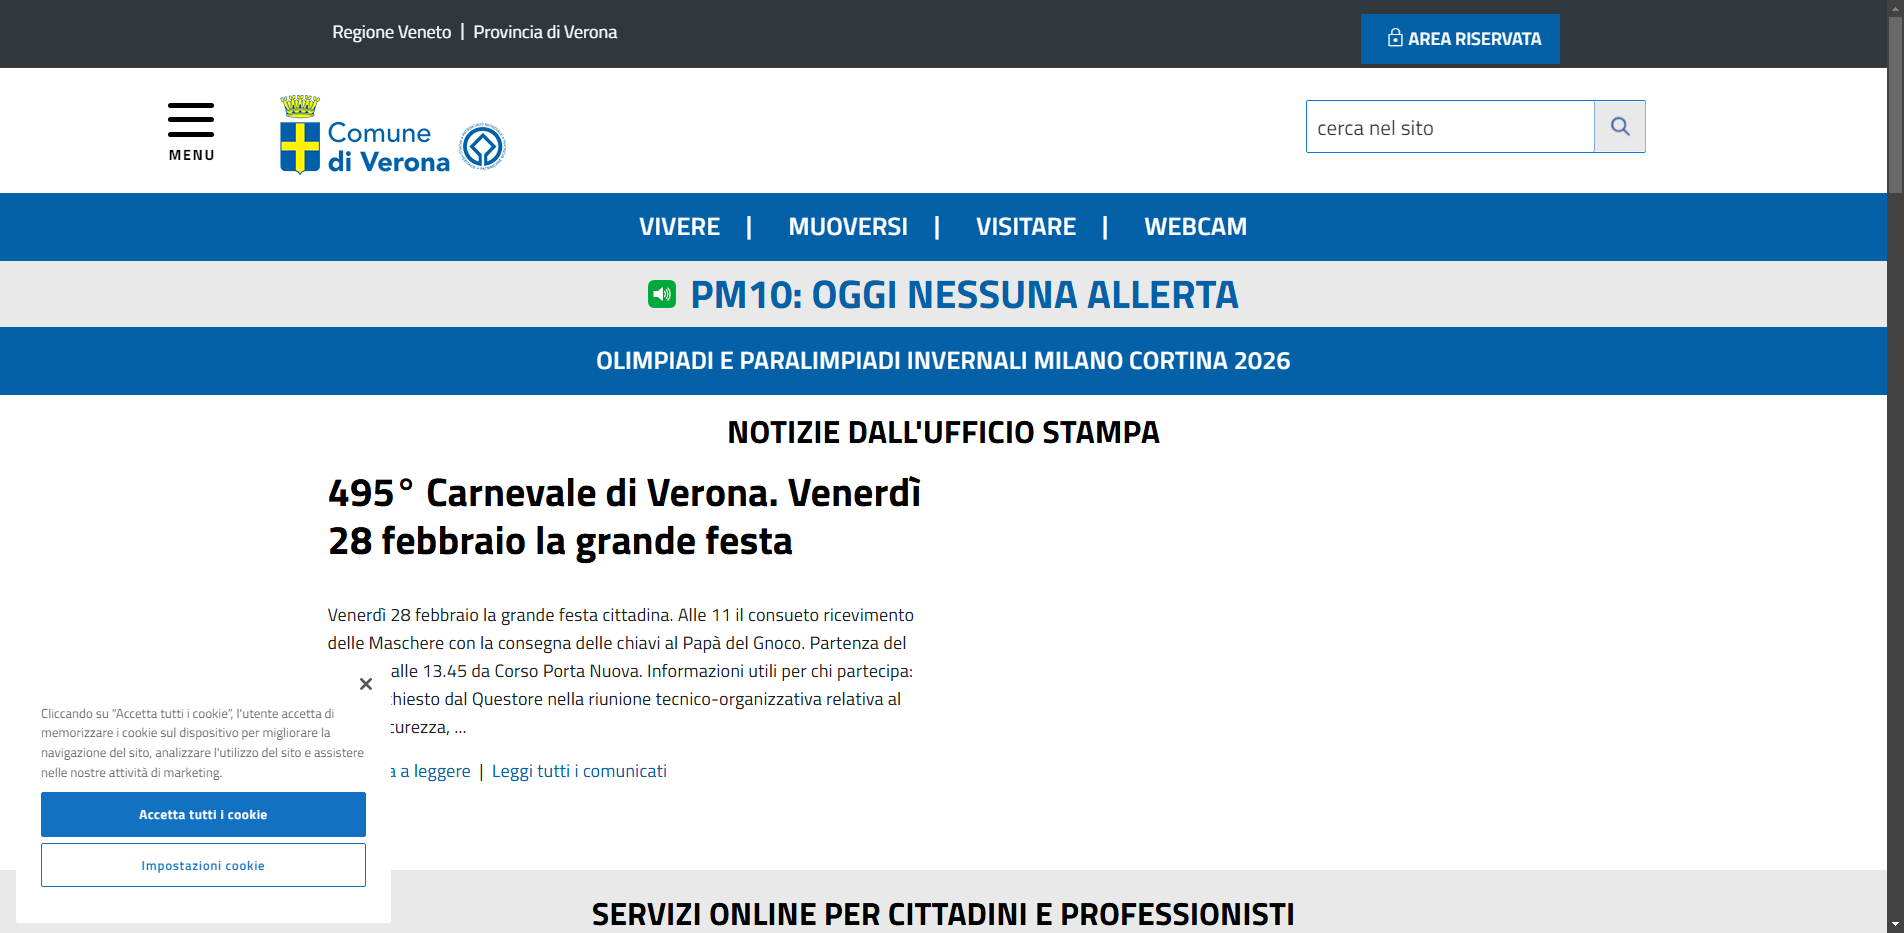 Regione Veneto | Provincia di Verona
AREA RISERVATA
MENU
Comune
di Verona
cerca nel sito
VIVERE | MUOVERSI | VISITARE | WEBCAM
PM10: OGGI NESSUNA ALLERTA
OLIMPIADI E PARALIMPIADI INVERNALI MILANO CORTINA 2026
NOTIZIE DALL'UFFICIO STAMPA
495° Carnevale di Verona. Venerdì
28 febbraio la grande festa
Venerdì 28 febbraio la grande festa cittadina. Alle 11 il consueto ricevimento
delle Maschere con la consegna delle chiavi al Papà del Gnoco. Partenza del
alle 13.45 da Corso Porta Nuova. Informazioni utili per chi partecipa:
dal Questore nella riunione tecnico-organizzativa relativa al
...
a leggere | Leggi tutti i comunicati
Cliccando su “Accetta tutti i cookie”, l'utente accetta di
memorizzare i cookie sul dispositivo per migliorare la
navigazione del sito, analizzare l'utilizzo del sito e assistere
nelle nostre attività di marketing.
Accetta tutti i cookie
Impostazioni cookie
SERVIZI ONLINE PER CITTADINI E PROFESSIONISTI